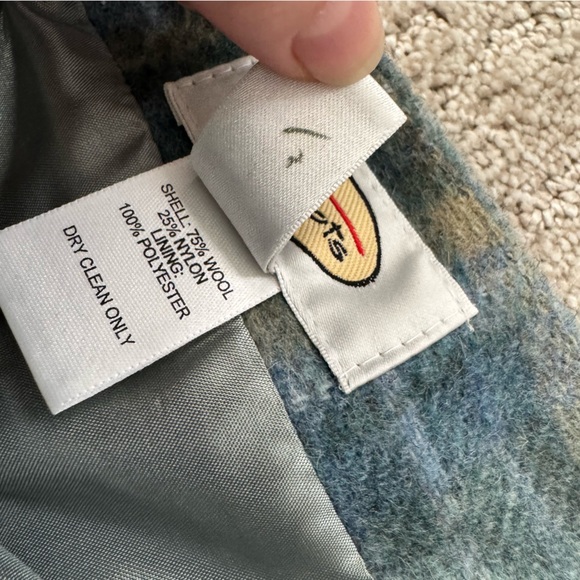 SHELL: 75% WOOL
25% NYLON
LINING:
100% POLYESTER
DRY CLEAN ONLY